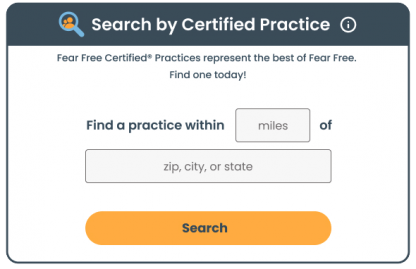 Search by Certified Practice
Fear Free Certified® Practices represent the best of Fear Free.
Find one today!
Find a practice within miles of
zip, city, or state
Search